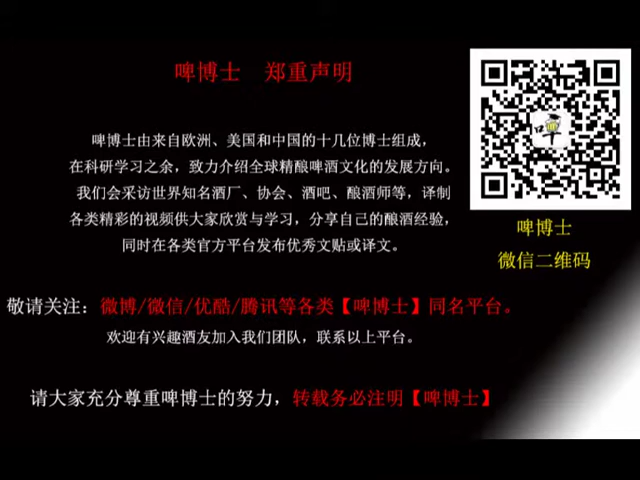 啤博士 郑重声明
啤博士由来自欧洲、美国和中国的十几位博士组成，
在科研学习之余，致力介绍全球精酿啤酒文化的发展方向。
我们会采访世界知名酒厂、协会、酒吧、酿酒师等，译制
各类精彩的视频供大家欣赏与学习，分享自己的酿酒经验，
同时在各类官方平台发布优秀文贴或译文。
啤博士
微信二维码
敬请关注：微博/微信/优酷/腾讯等各类【啤博士】同名平台。
欢迎有兴趣酒友加入我们团队，联系以上平台。
请大家充分尊重啤博士的努力，转载务必注明【啤博士】